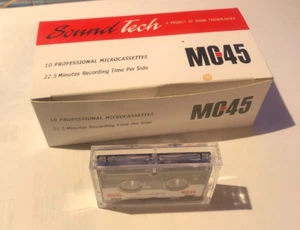 Sound Tech
A PRODUCT OF SOUND TECHNOLOGIES
10 PROFESSIONAL MICROCASSETTES
22.5 Minutes Recording Time Per Side
MC45
10 PROFESSIONAL MICROCASSETTES
22.5 Minutes Recording Time Per Side
MC45